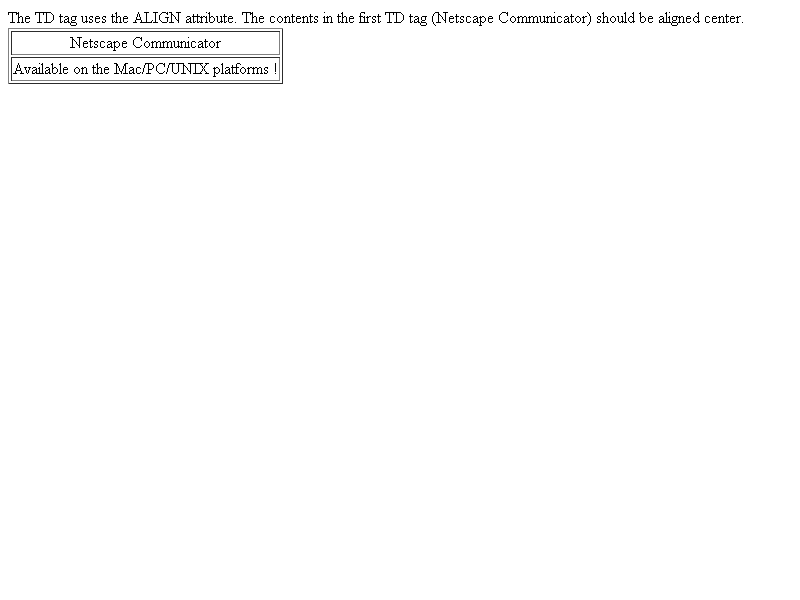 The TD tag uses the ALIGN attribute. The contents in the first TD tag (Netscape Communicator) should be aligned center.
Netscape Communicator
Available on the Mac/PC/UNIX platforms !